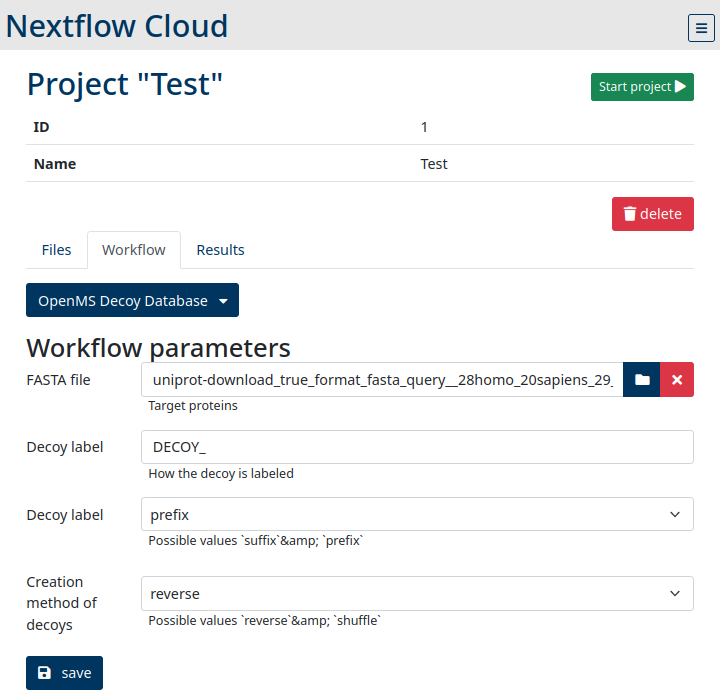 Nextflow Cloud
Project "Test"
Start project
ID 1
Name Test
delete
Files Workflow Results
OpenMS Decoy Database
Workflow parameters
FASTA file uniprot-download_true_format_fasta_query__28homo_20sapiens_29_
Target proteins
Decoy label DECOY_
How the decoy is labeled
Decoy label prefix
Possible values `suffix`&amp; `prefix`
Creation
method of
decoys
reverse
Possible values `reverse`&amp; `shuffle`
save